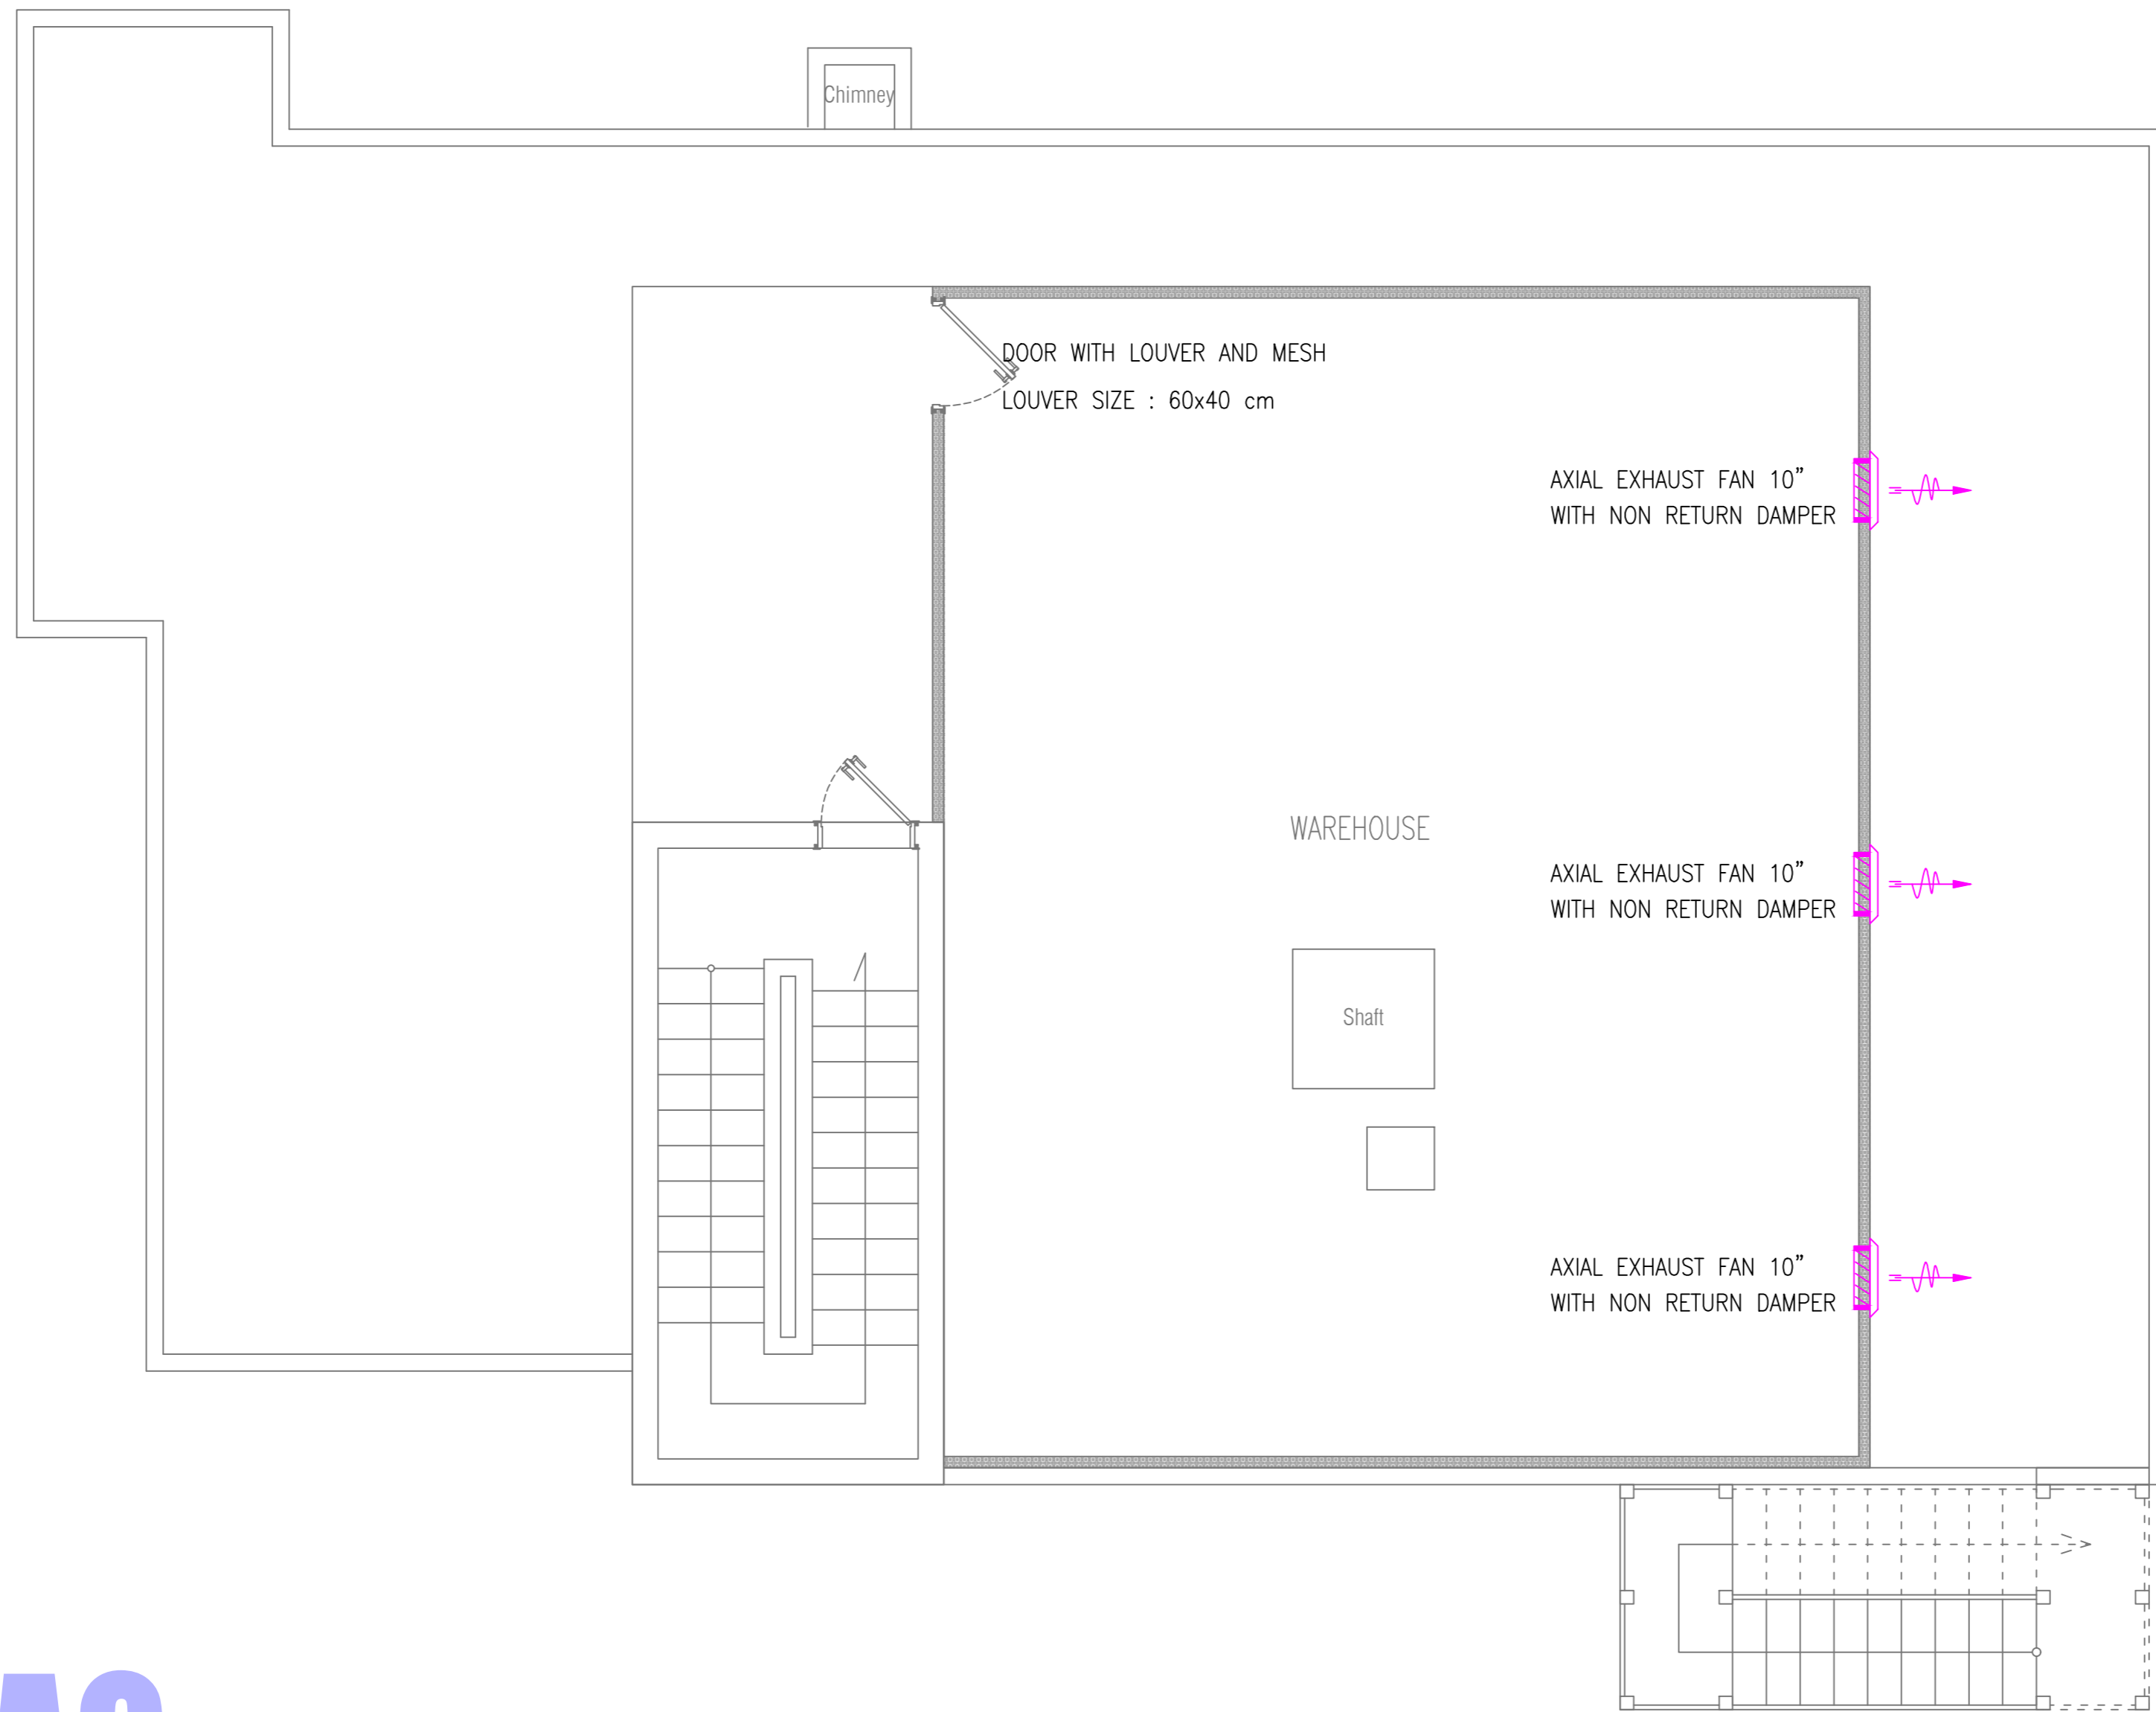 Chimney
DOOR WITH LOUVER AND MESH
LOUVER SIZE : 60x40 cm
AXIAL EXHAUST FAN 10”
WITH NON RETURN DAMPER
WAREHOUSE
AXIAL EXHAUST FAN 10”
WITH NON RETURN DAMPER
Shaft
AXIAL EXHAUST FAN 10”
WITH NON RETURN DAMPER